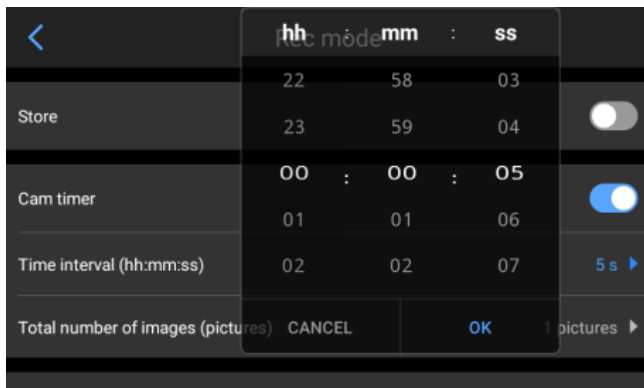 Rec mode
hh : mm : ss
22 58 03
Store
23 59 04
00 : 00 : 05
Cam timer
01 01 06
Time interval (hh:mm:ss) 02 02 07 5 s
Total number of images (pictures) CANCEL OK 1 pictures